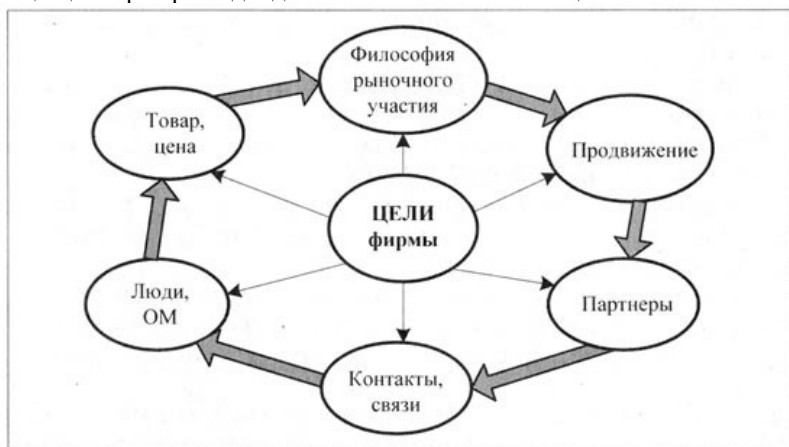 Философия
рыночного
участия
Товар,
цена
Продвижение
ЦЕЛИ
фирмы
Люди,
ОМ
Партнеры
Контакты,
связи